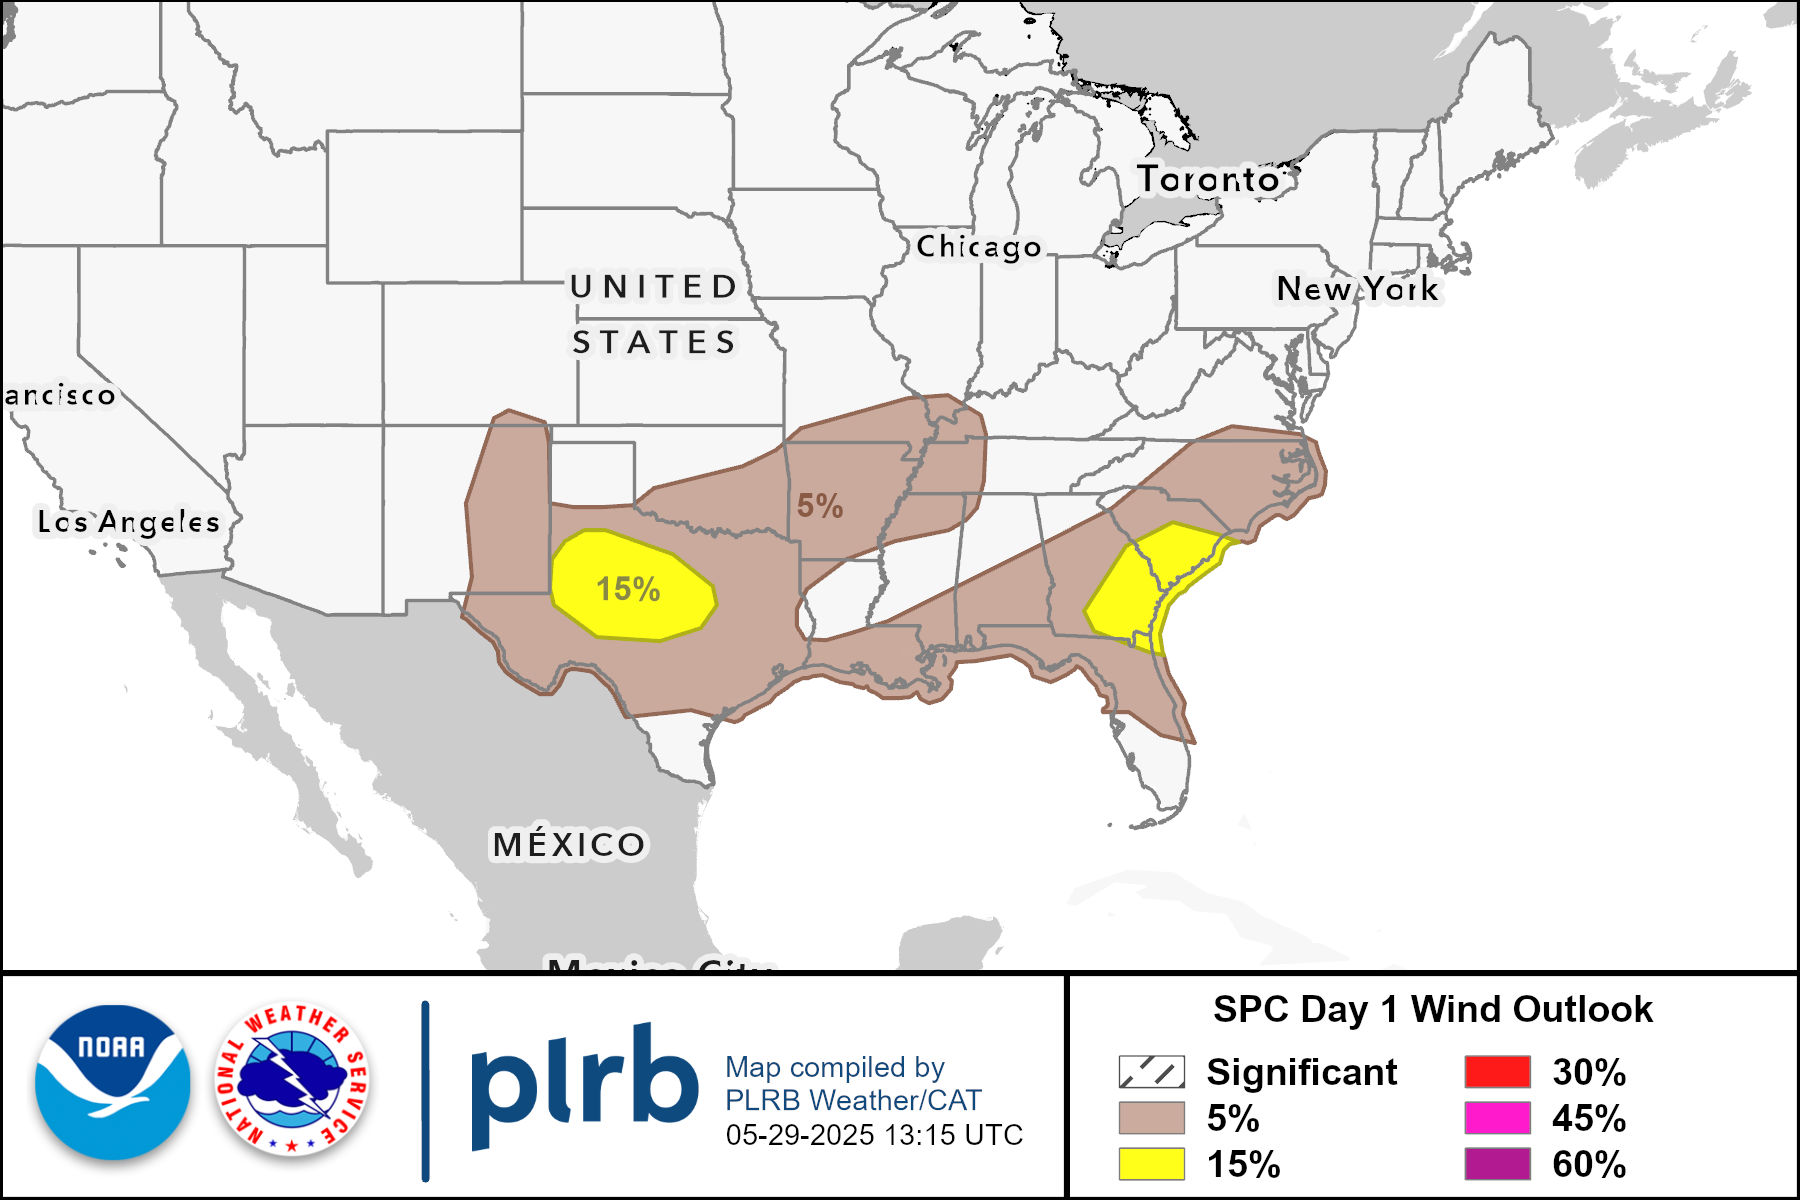 Toronto
Chicago
UNITED
STATES
New York
ancisco
Los Angeles
5%
15%
MÉXICO
Mexico City
NOAA
NATIONAL WEATHER SERVICE
plrb
Map compiled by
PLRB Weather/CAT
05-29-2025 13:15 UTC
SPC Day 1 Wind Outlook
Significant
5%
15%
30%
45%
60%